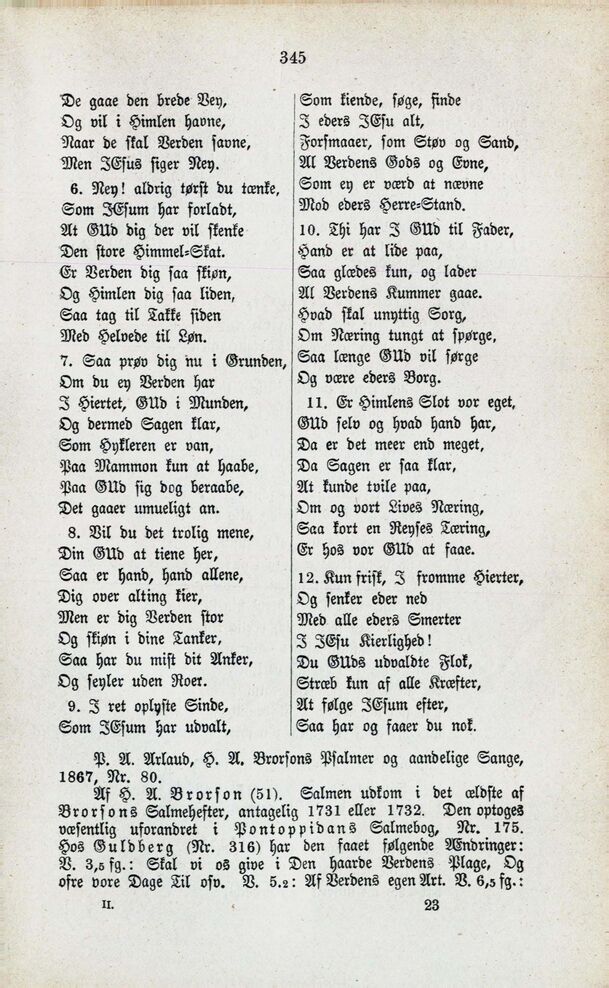 345
De gaae den brede Vey,
Og vil i Himlen havne,
Naar de skal Verden savne,
Men JEsus siger Ney.
6. Ney! aldrig tørst du tænke,
Som JEsum har forladt,
At GUd dig der vil skenke
Den store Himmel-Skat.
Er Verden dig saa skiøn,
Og Himlen dig saa liden,
Saa tag til Takke siden
Med Helvede til Løn.
7. Saa prøv dig nu i Grunden,
Om du ey Verden har
I Hiertet, GUd i Munden,
Og dermed Sagen klar,
Som Hykleren er van,
Paa Mammon kun at haabe,
Paa GUd sig dog beraabe,
Det gaaer umueligt an.
8. Vil du det trolig mene,
Din GUd at tiene her,
Saa er hand, hand allene,
Dig over alting kier,
Men er dig Verden stor
Og skiøn i dine Tanker,
Saa har du mist dit Anker,
Og seyler uden Roer.
9. I ret oplyste Sinde,
Som JEsum har udvalt,
Som kiende, søge, finde
I eders JEsu alt,
Forsmaaer, som Støv og Sand,
Al Verdens Gods og Evne,
Som ey er værd at nævne
Mod eders Herre-Stand.
10. Thi har I GUd til Fader,
Hand er at lide paa,
Saa glædes kun, og lader
Al Verdens Kummer gaae.
Hvad skal unyttig Sorg,
Om Næring tungt at spørge,
Saa længe GUd vil sørge
Og være eders Borg.
11. Er Himlens Slot vor eget,
GUd selv og hvad hand har,
Da er det meer end meget,
Da Sagen er saa klar,
At kunde tvile paa,
Om og vort Lives Næring,
Saa kort en Reyses Tæring,
Er hos vor GUd at faae.
12. Kun frisk, I fromme Hierter,
Og senker eder ned
Med alle eders Smerter
I JEsu Kierlighed!
Du GUds udvaldte Flok,
Stræb kun af alle Kræfter,
At følge JEsum efter,
Saa har og faaer du nok.
P. A. Arlaud, H. A. Brorsons Psalmer og aandelige Sange,
1867, Nr. 80.
Af H. A. Brorson (51). Salmen udkom i det ældste af
Brorsons Salmehefter, antagelig 1731 eller 1732. Den optoges
væsentlig uforandret i Pontoppidans Salmebog, Nr. 175.
Hos Guldberg (Nr. 316) har den faaet følgende Ændringer:
V. 3,5 fg.: Skal vi os give i Den haarde Verdens Plage, Og
ofre vore Dage Til osv. V. 5.2: Af Verdens egen Art. V. 6,5 fg.:
II. 23